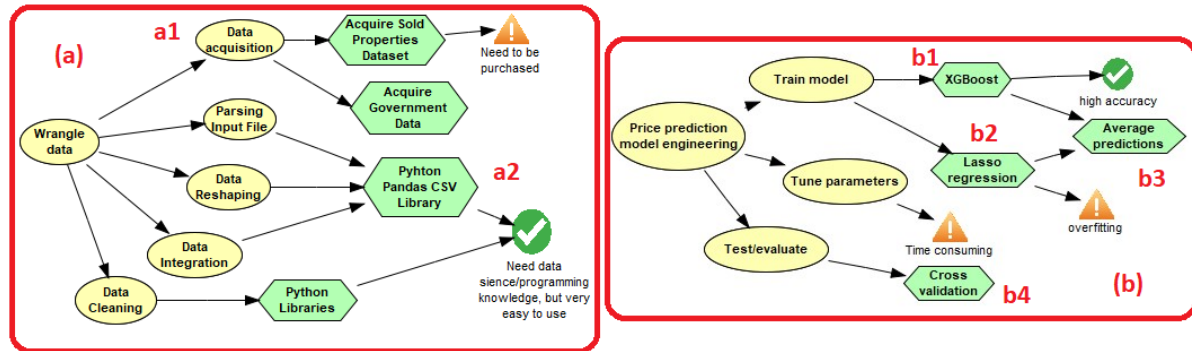 (a)
a1
Data
acquisition
Acquire Sold
Properties
Dataset
Need to be
purchased
Acquire
Government
Data
Parsing
Input File
Wrangle
data
Data
Reshaping
Pyhton
Pandas CSV
Library
a2
Data
Integration
Need data
sience/programming
knowledge, but very
easy to use
Data
Cleaning
Python
Libraries
b1
Train model
XGBoost
high accuracy
Price prediction
model engineering
b2
Lasso
regression
Average
predictions
b3
Tune parameters
overfitting
Time consuming
Test/evaluate
Cross
validation
b4
(b)